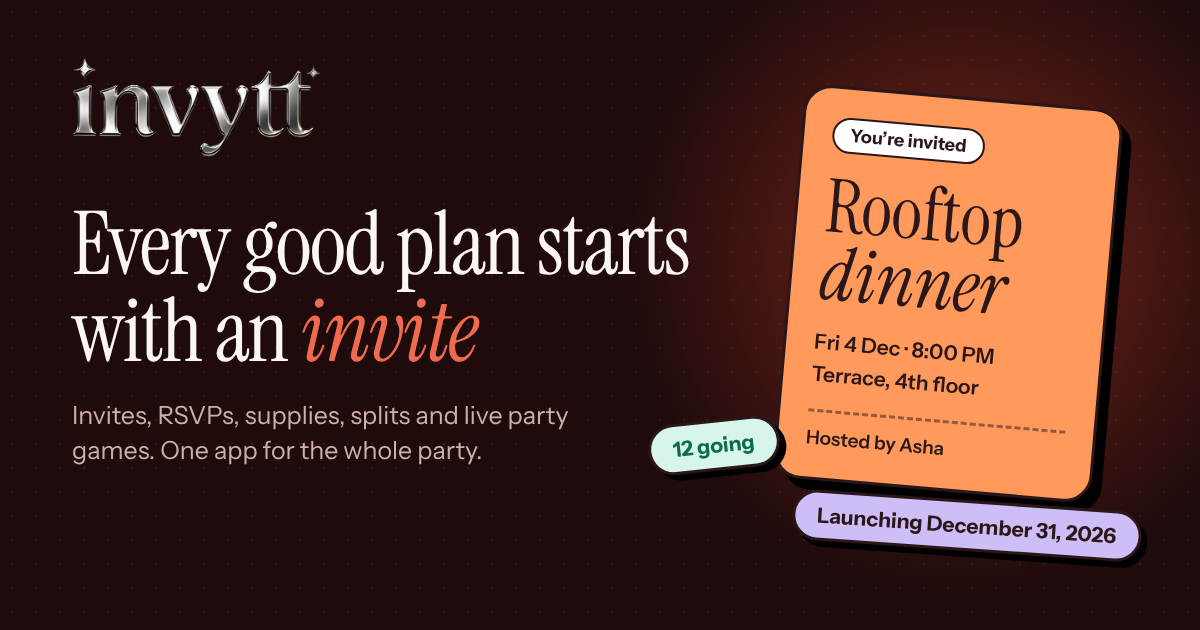 invytt
Every good plan starts
with an invite
Invites, RSVPs, supplies, splits and live party
games. One app for the whole party.
You’re invited
Rooftop
dinner
Fri 4 Dec · 8:00 PM
Terrace, 4th floor
Hosted by Asha
12 going
Launching December 31, 2026